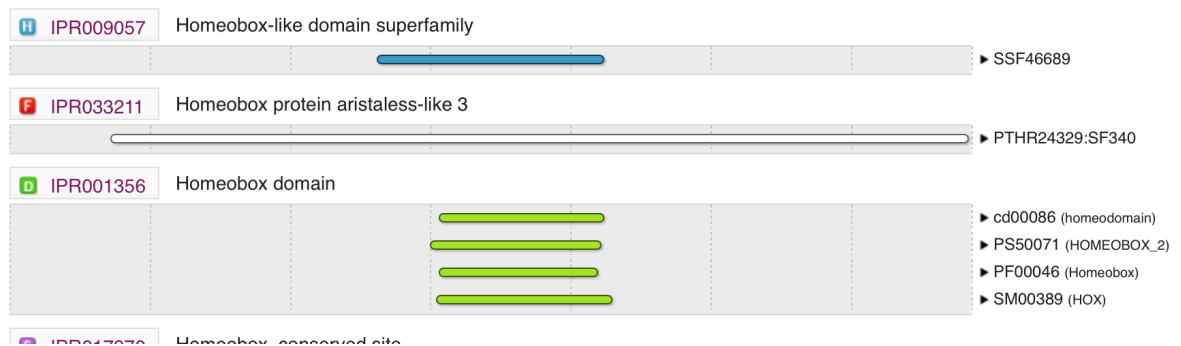 H IPR009057 Homeobox-like domain superfamily
SSF46689
F IPR033211 Homeobox protein aristaless-like 3
PTHR24329:SF340
D IPR001356 Homeobox domain
cd00086 (homeodomain)
PS50071 (HOMEOBOX_2)
PF00046 (Homeobox)
SM00389 (HOX)
Homeobox, conserved site